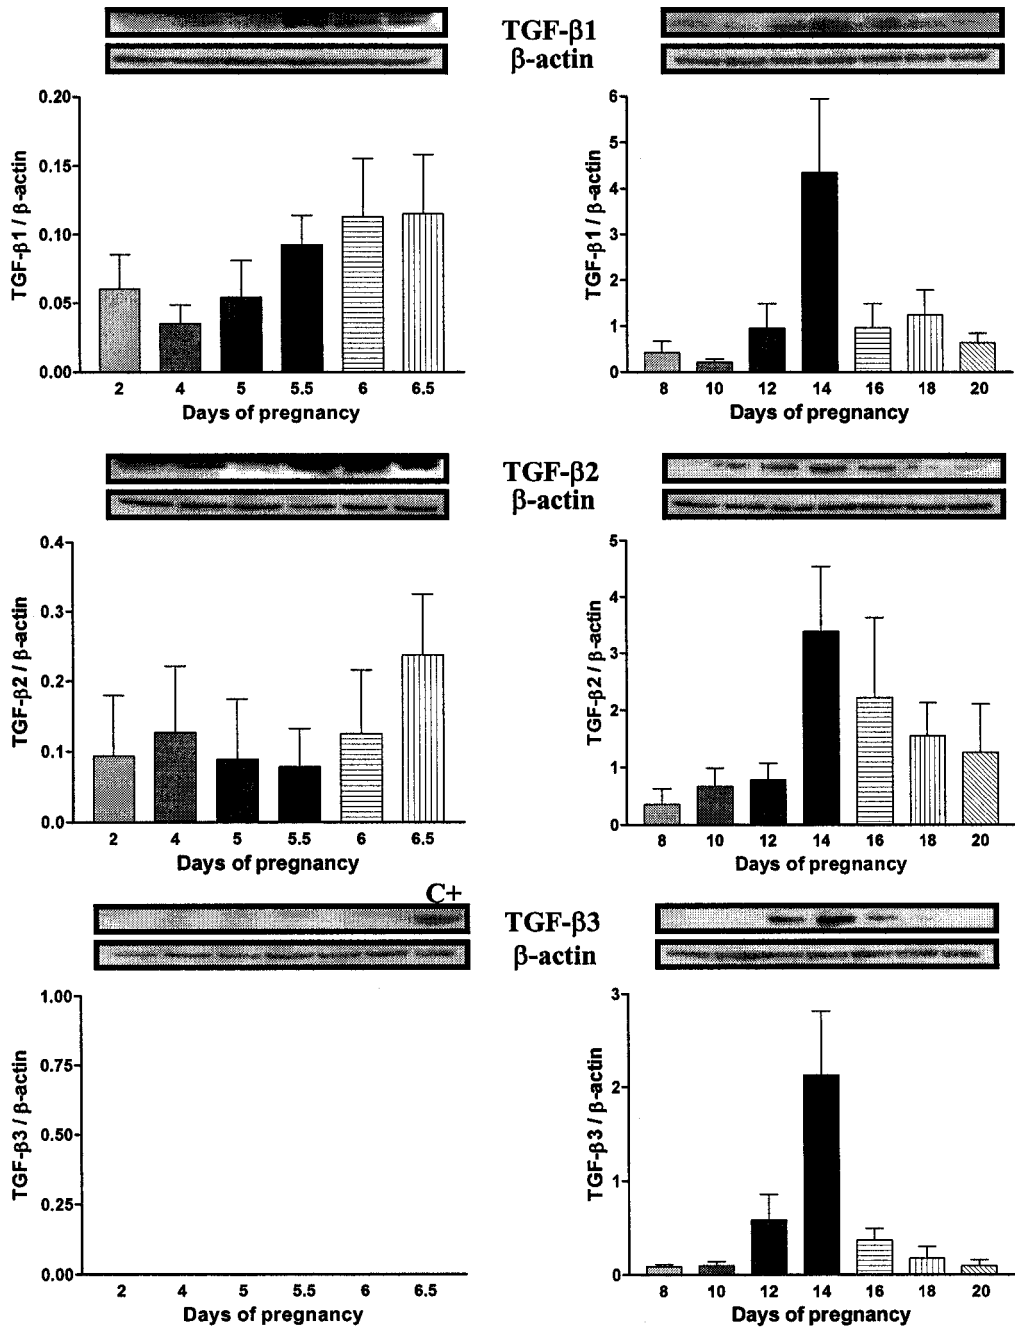 TGF-β1
β-actin
0.20
0.15
0.10
0.05
0.00
TGF-β1 / β-actin
2 4 5 5.5 6 6.5
Days of pregnancy
6
5
4
3
2
1
0
TGF-β1 / β-actin
8 10 12 14 16 18 20
Days of pregnancy
TGF-β2
β-actin
0.4
0.3
0.2
0.1
0.0
TGF-β2 / β-actin
2 4 5 5.5 6 6.5
Days of pregnancy
5
4
3
2
1
0
TGF-β2 / β-actin
8 10 12 14 16 18 20
Days of pregnancy
C+
TGF-β3
β-actin
1.00
0.75
0.50
0.25
0.00
TGF-β3 / β-actin
2 4 5 5.5 6 6.5
Days of pregnancy
3
2
1
0
TGF-β3 / β-actin
8 10 12 14 16 18 20
Days of pregnancy